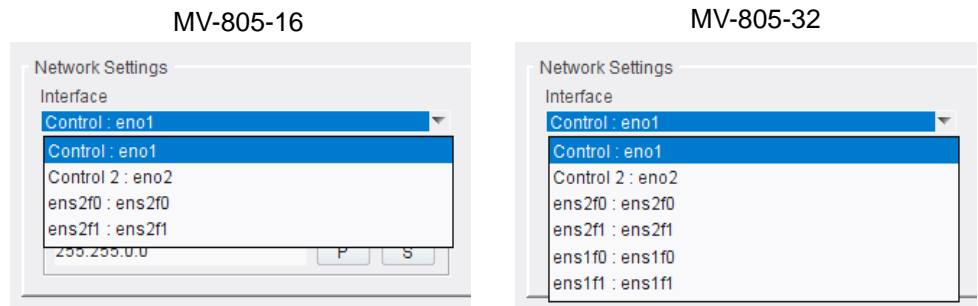 MV-805-16
Network Settings
Interface
Control : eno1
Control : eno1
Control 2 : eno2
ens2f0 : ens2f0
ens2f1 : ens2f1
255.255.0.0 P S
MV-805-32
Network Settings
Interface
Control : eno1
Control : eno1
Control 2 : eno2
ens2f0 : ens2f0
ens2f1 : ens2f1
ens1f0 : ens1f0
ens1f1 : ens1f1